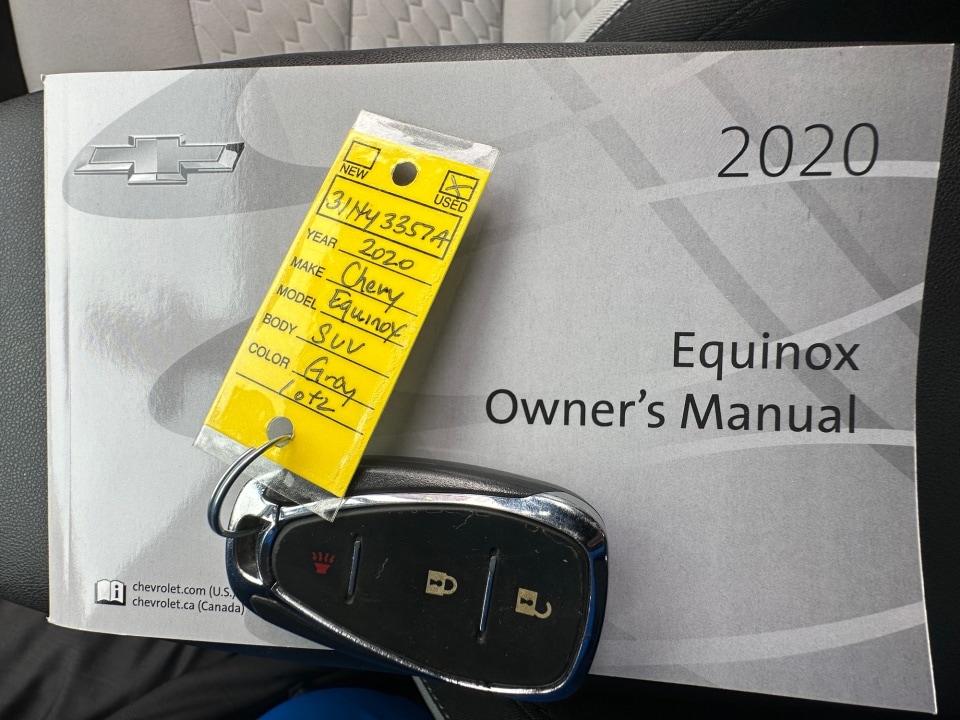 2020
Equinox
Owner's Manual
chevrolet.com (U.S.)
chevrolet.ca (Canada)
NEW
USED
31Hy3357A
YEAR 2020
MAKE Chevy
MODEL Equinox
BODY SUV
COLOR Gray
Lot2